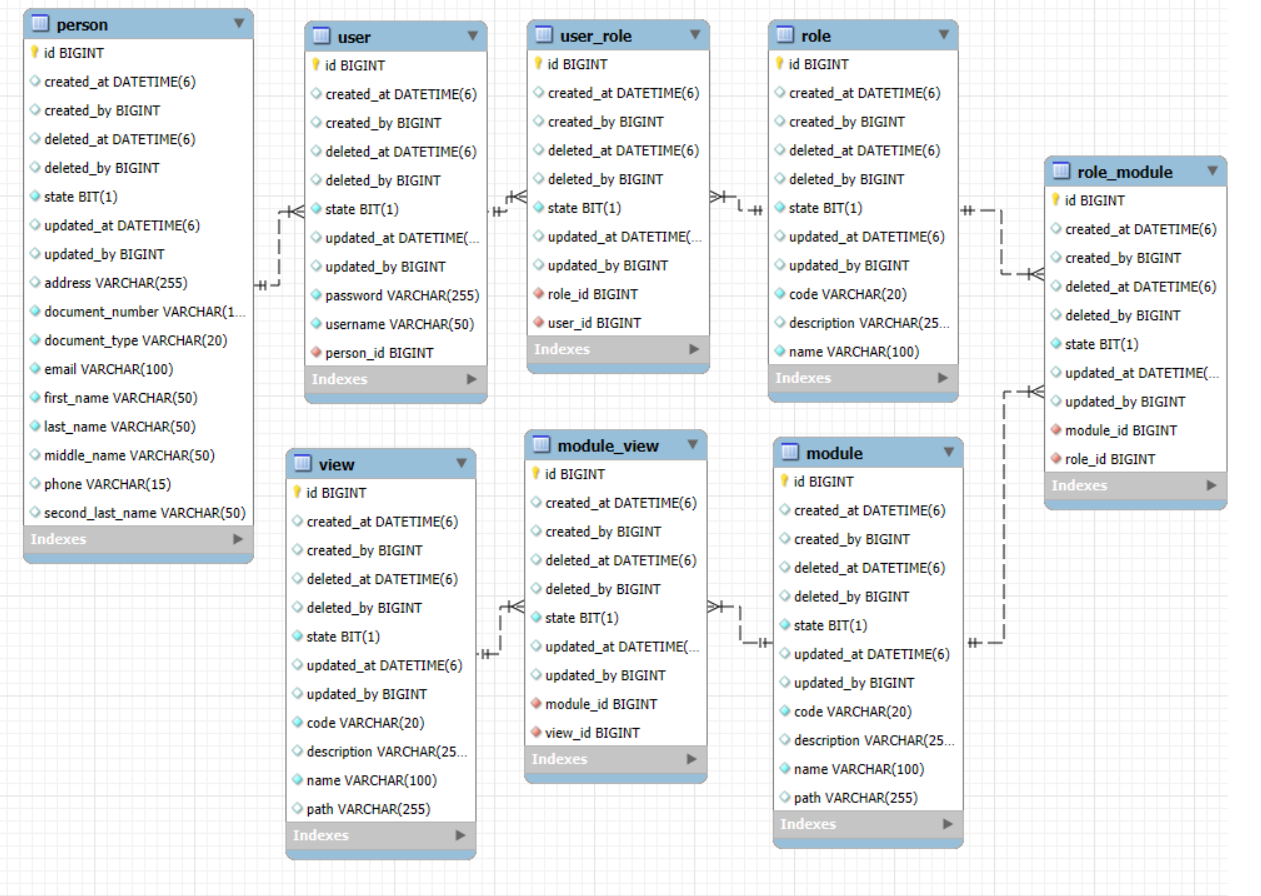 person
id BIGINT
created_at DATETIME(6)
created_by BIGINT
deleted_at DATETIME(6)
deleted_by BIGINT
state BIT(1)
updated_at DATETIME(6)
updated_by BIGINT
address VARCHAR(255)
document_number VARCHAR(1...
document_type VARCHAR(20)
email VARCHAR(100)
first_name VARCHAR(50)
last_name VARCHAR(50)
middle_name VARCHAR(50)
phone VARCHAR(15)
second_last_name VARCHAR(50)
Indexes
user
id BIGINT
created_at DATETIME(6)
created_by BIGINT
deleted_at DATETIME(6)
deleted_by BIGINT
state BIT(1)
updated_at DATETIME(...
updated_by BIGINT
password VARCHAR(255)
username VARCHAR(50)
person_id BIGINT
Indexes
user_role
id BIGINT
created_at DATETIME(6)
created_by BIGINT
deleted_at DATETIME(6)
deleted_by BIGINT
state BIT(1)
updated_at DATETIME(...
updated_by BIGINT
role_id BIGINT
user_id BIGINT
Indexes
role
id BIGINT
created_at DATETIME(6)
created_by BIGINT
deleted_at DATETIME(6)
deleted_by BIGINT
state BIT(1)
updated_at DATETIME(6)
updated_by BIGINT
code VARCHAR(20)
description VARCHAR(25...
name VARCHAR(100)
Indexes
role_module
id BIGINT
created_at DATETIME(6)
created_by BIGINT
deleted_at DATETIME(6)
deleted_by BIGINT
state BIT(1)
updated_at DATETIME(...
updated_by BIGINT
module_id BIGINT
role_id BIGINT
Indexes
view
id BIGINT
created_at DATETIME(6)
created_by BIGINT
deleted_at DATETIME(6)
deleted_by BIGINT
state BIT(1)
updated_at DATETIME(6)
updated_by BIGINT
code VARCHAR(20)
description VARCHAR(25...
name VARCHAR(100)
path VARCHAR(255)
Indexes
module_view
id BIGINT
created_at DATETIME(6)
created_by BIGINT
deleted_at DATETIME(6)
deleted_by BIGINT
state BIT(1)
updated_at DATETIME(...
updated_by BIGINT
module_id BIGINT
view_id BIGINT
Indexes
module
id BIGINT
created_at DATETIME(6)
created_by BIGINT
deleted_at DATETIME(6)
deleted_by BIGINT
state BIT(1)
updated_at DATETIME(6)
updated_by BIGINT
code VARCHAR(20)
description VARCHAR(25...
name VARCHAR(100)
path VARCHAR(255)
Indexes